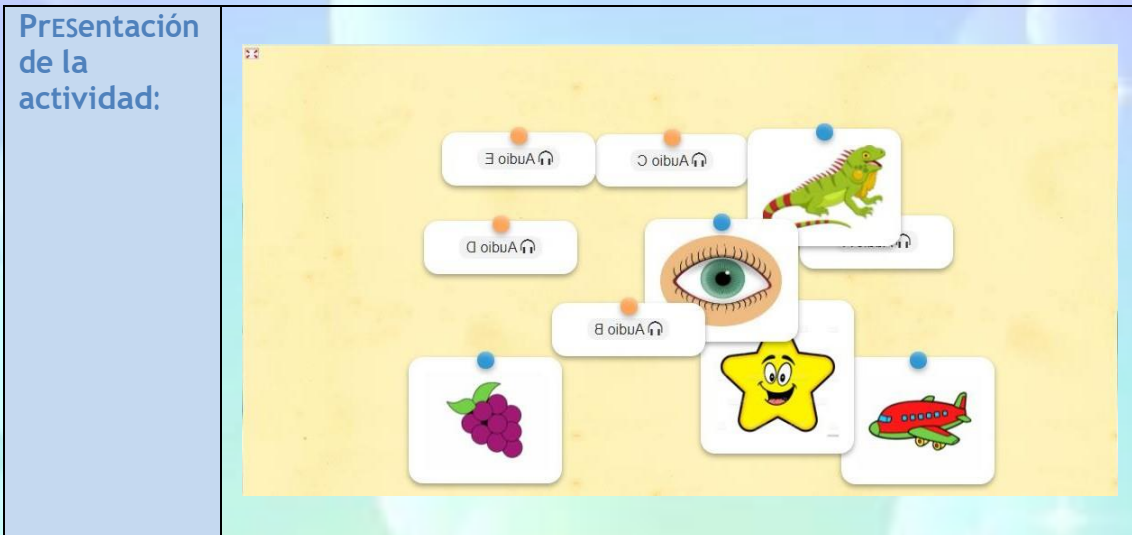 PrESentación
de la
actividad:
Audio E
Audio C
Audio D
Audio B